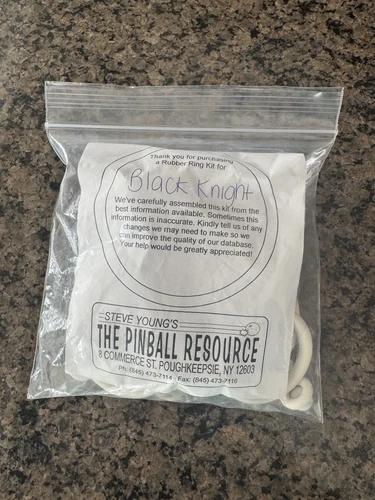 Thank you for purchasing
a Rubber Ring Kit for
Black Knight
We've carefully assembled this kit from the
best information available. Sometimes this
information is inaccurate. Kindly tell us of any
changes we may need to make so we
can improve the quality of our database.
Your help would be greatly appreciated!
STEVE YOUNG'S
THE PINBALL RESOURCE
8 COMMERCE ST. POUGHKEEPSIE, NY 12603
Ph: (845) 473-7114 Fax: (845) 473-7116